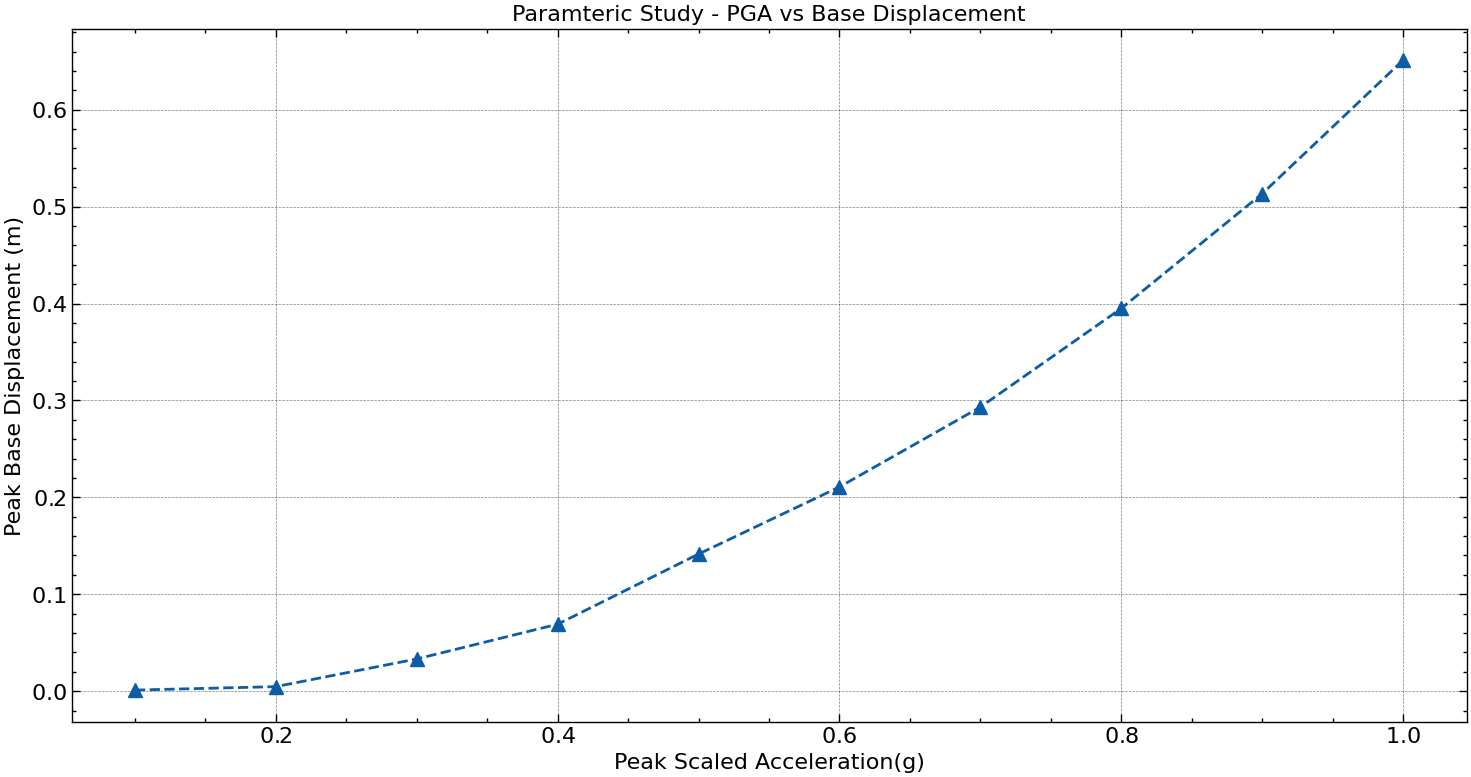 Paramteric Study - PGA vs Base Displacement
Peak Base Displacement (m)
0.6
0.5
0.4
0.3
0.2
0.1
0.0
0.2 0.4 0.6 0.8 1.0
Peak Scaled Acceleration(g)